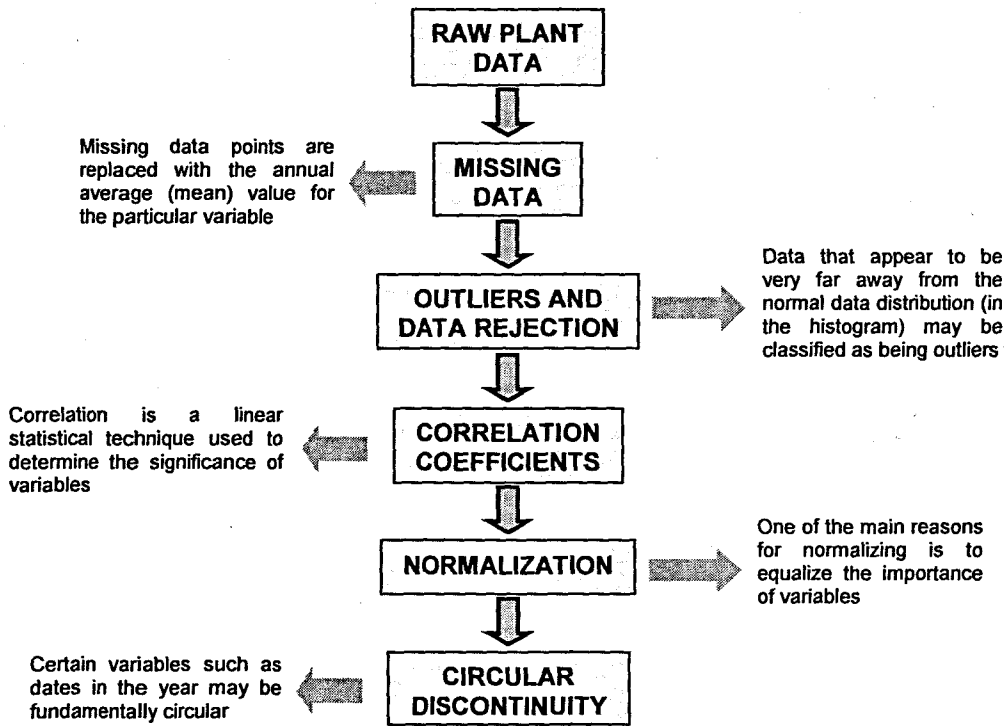 RAW PLANT
DATA
Missing data points are
replaced with the annual
average (mean) value for
the particular variable
MISSING
DATA
OUTLIERS AND
DATA REJECTION
Data that appear to be
very far away from the
normal data distribution (in
the histogram) may be
classified as being outliers
Correlation is a linear
statistical technique used to
determine the significance of
variables
CORRELATION
COEFFICIENTS
NORMALIZATION
One of the main reasons
for normalizing is to
equalize the importance
of variables
Certain variables such as
dates in the year may be
fundamentally circular
CIRCULAR
DISCONTINUITY